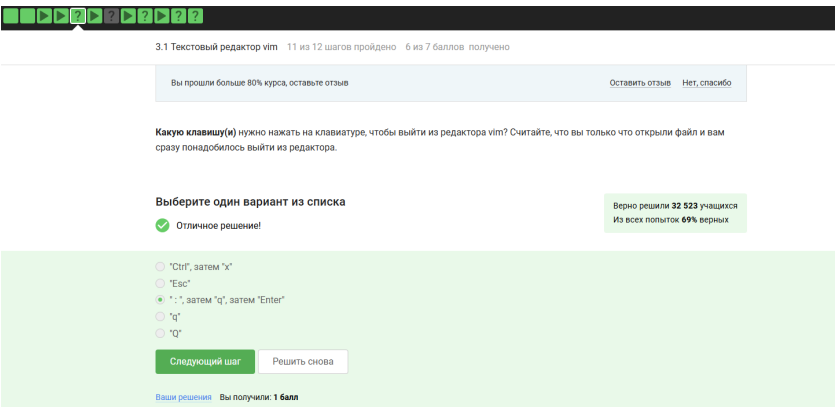 ? ? ? ? ?
3.1 Текстовый редактор vim 11 из 12 шагов пройдено 6 из 7 баллов получено
Вы прошли больше 80% курса, оставьте отзыв Оставить отзыв Нет, спасибо
Какую клавишу(и) нужно нажать на клавиатуре, чтобы выйти из редактора vim? Считайте, что вы только что открыли файл и вам
сразу понадобилось выйти из редактора.
Выберите один вариант из списка
Верно решили 32 523 учащихся
Из всех попыток 69% верных
Отличное решение!
"Ctrl", затем "x"
"Esc"
" : ", затем "q", затем "Enter"
"q"
"Q"
Следующий шаг Решить снова
Ваши решения Вы получили: 1 балл